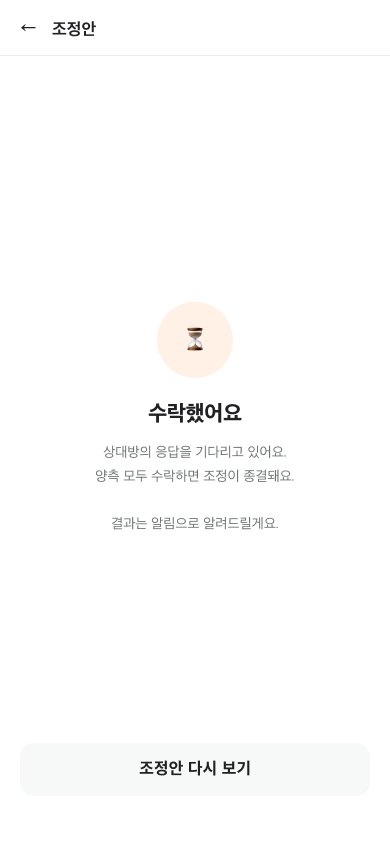 ← 조정안
수락했어요
상대방의 응답을 기다리고 있어요.
양측 모두 수락하면 조정이 종결돼요.
결과는 알림으로 알려드릴게요.
조정안 다시 보기